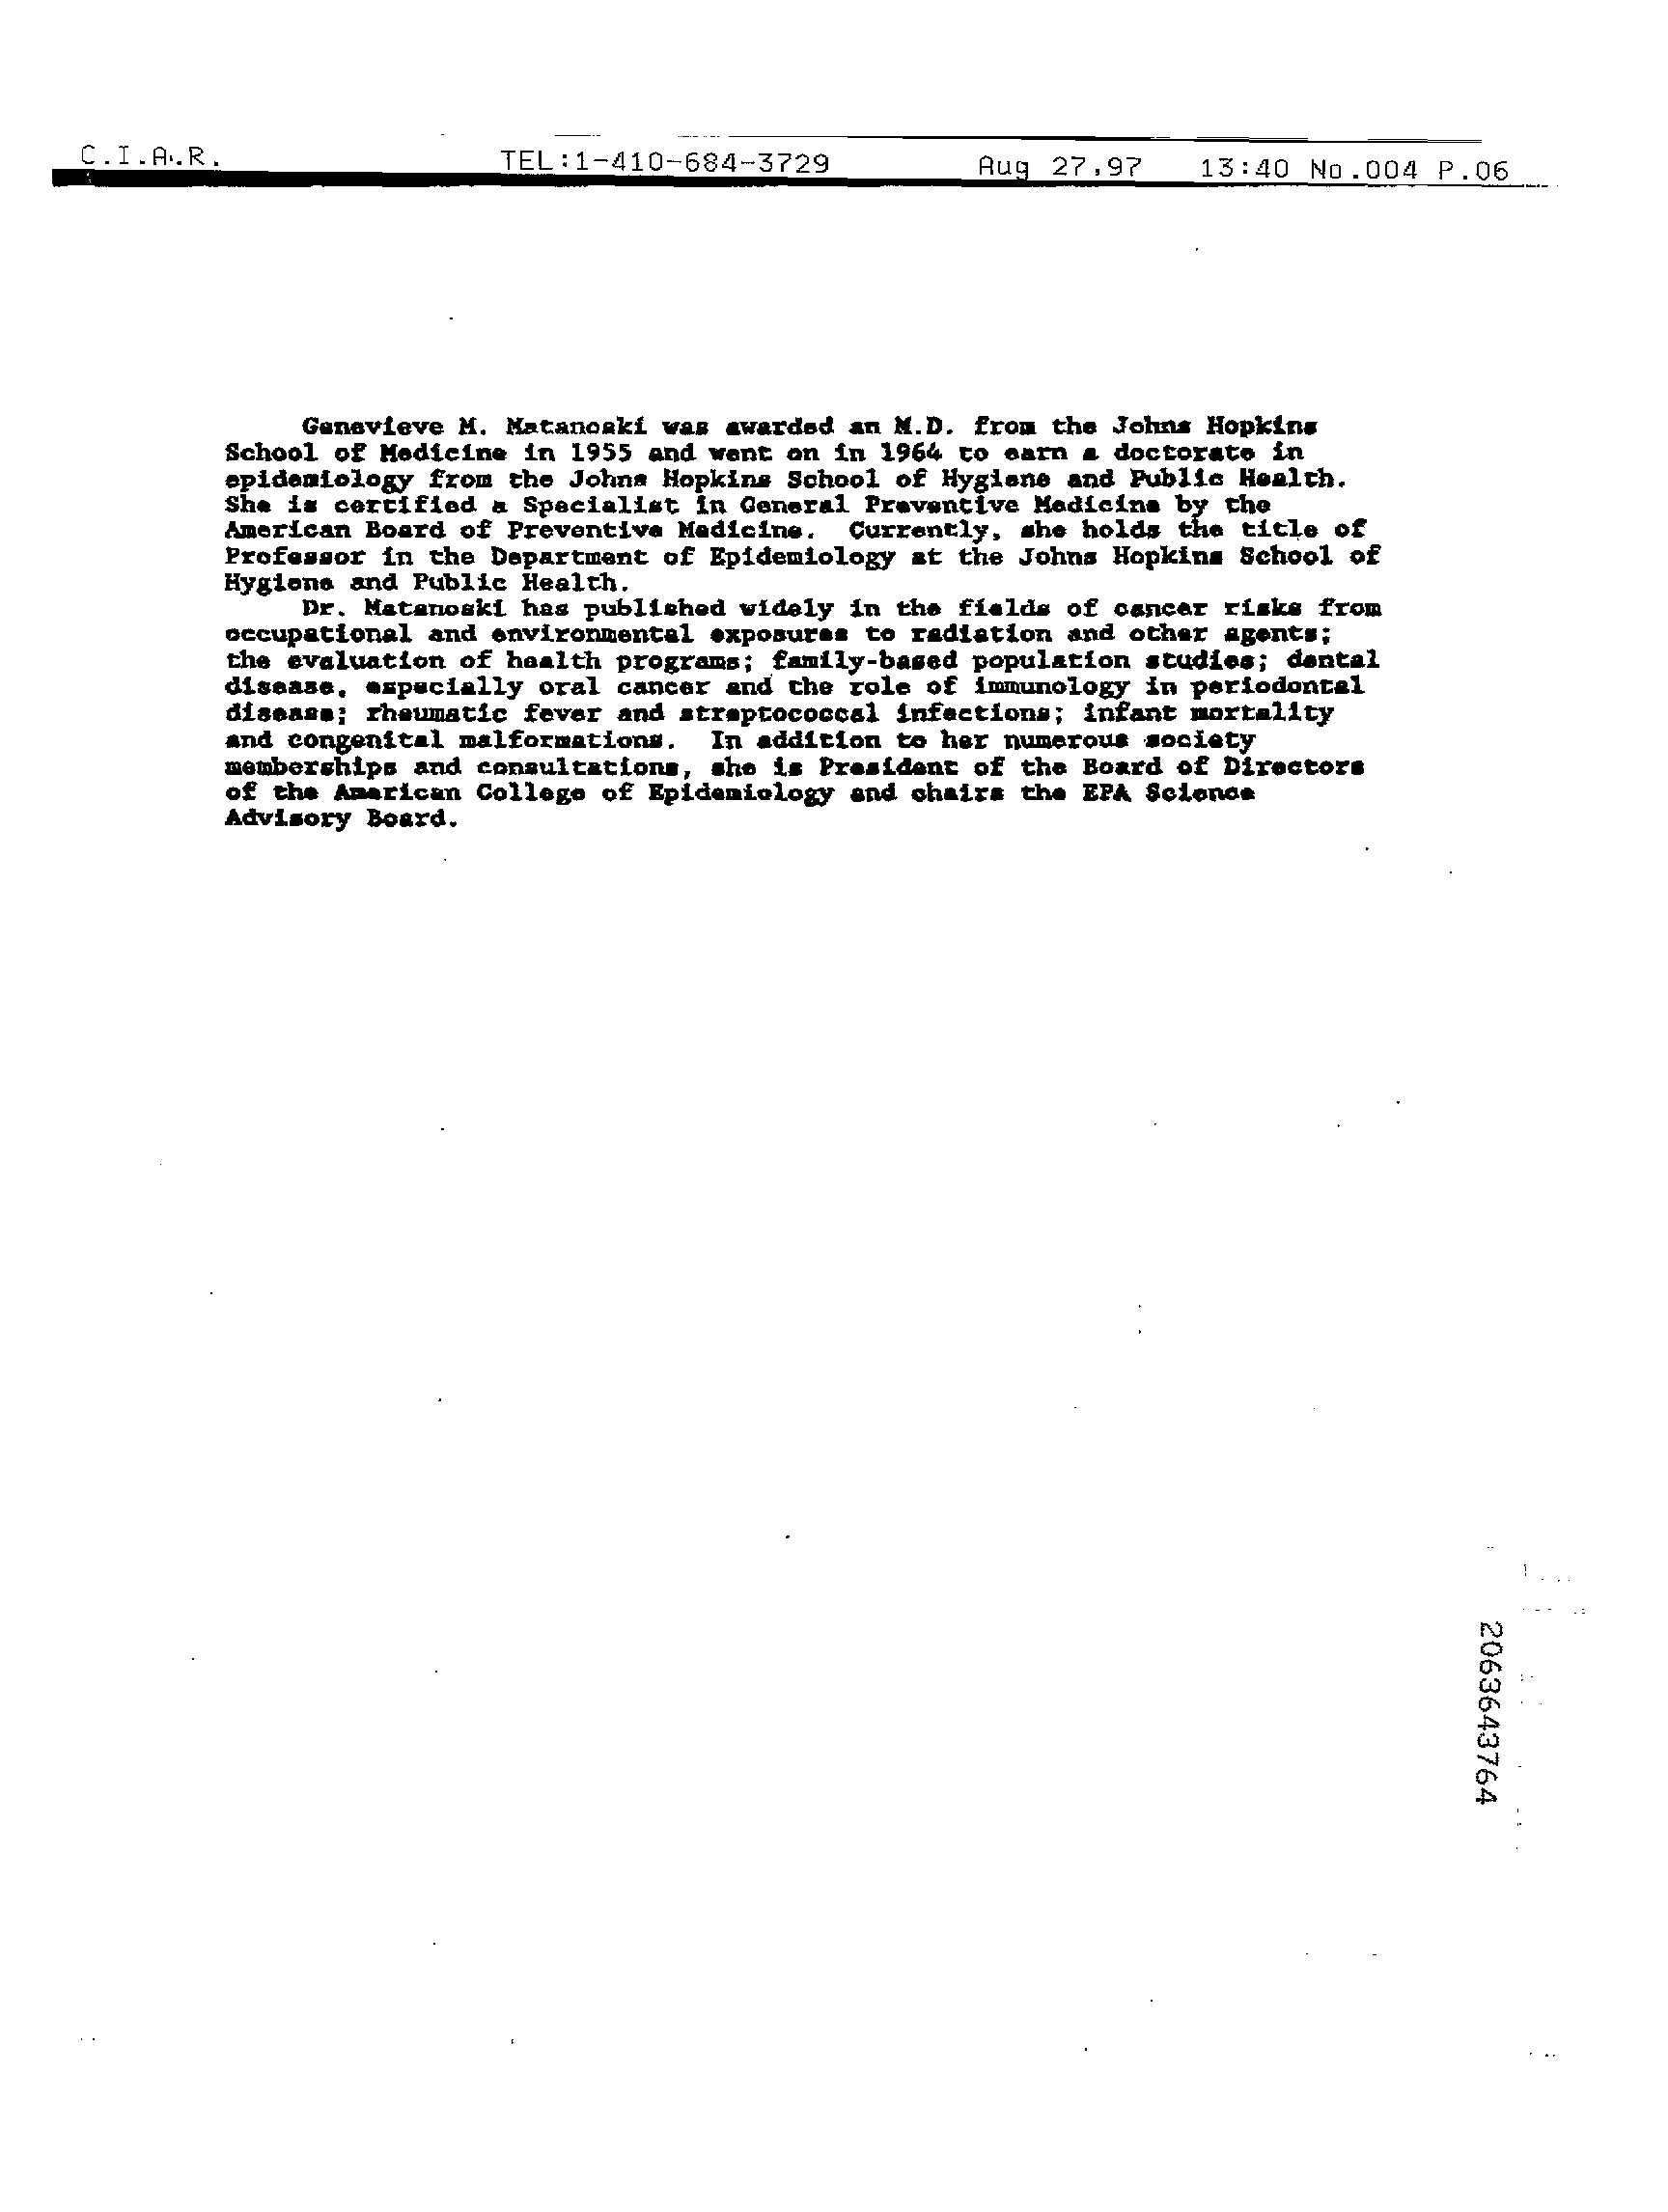 C.I.A.R. TEL:1-410-684-3729 Aug 27,97 13:40 No.004 P.06
Genevieve M. Matanoski was awarded an M.D. from the Johns Hopkins
School of Medicine in 1955 and went on in 1964 to earn a doctorate in
epidemiology from the Johns Hopkins School of Hygiene and Public Health.
She is certified a Specialist in General Preventive Medicine by the
American Board of Preventive Medicine. Currently, she holds the title of
Professor in the Department of Epidemiology at the Johns Hopkins School of
Hygiene and Public Health.
Dr. Matanoski has published widely in the fields of cancer risks from
occupational and environmental exposures to radiation and other agents;
the evaluation of health programs; family-based population studies; dental
disease, especially oral cancer and the role of immunology in periodontal
disease; rheumatic fever and streptococcal infections; infant mortality
and congenital malformations. In addition to her numerous society
memberships and consultations, she is President of the Board of Directors
of the American College of Epidemiology and chairs the EPA Science
Advisory Board.
2063643764